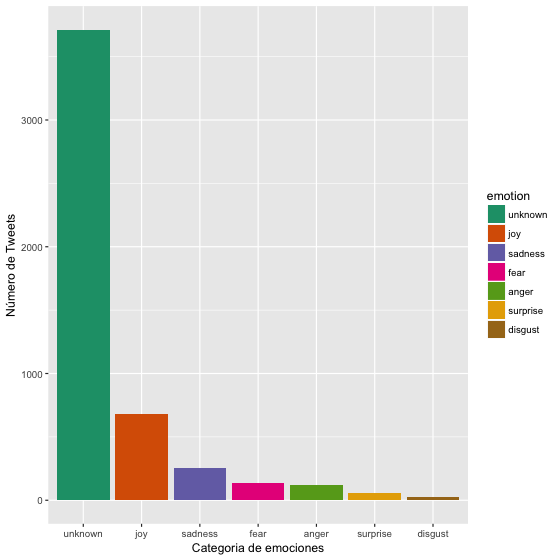 Número de Tweets
3000
2000
1000
0
unknown joy sadness fear anger surprise disgust
Categoria de emociones
emotion
unknown
joy
sadness
fear
anger
surprise
disgust